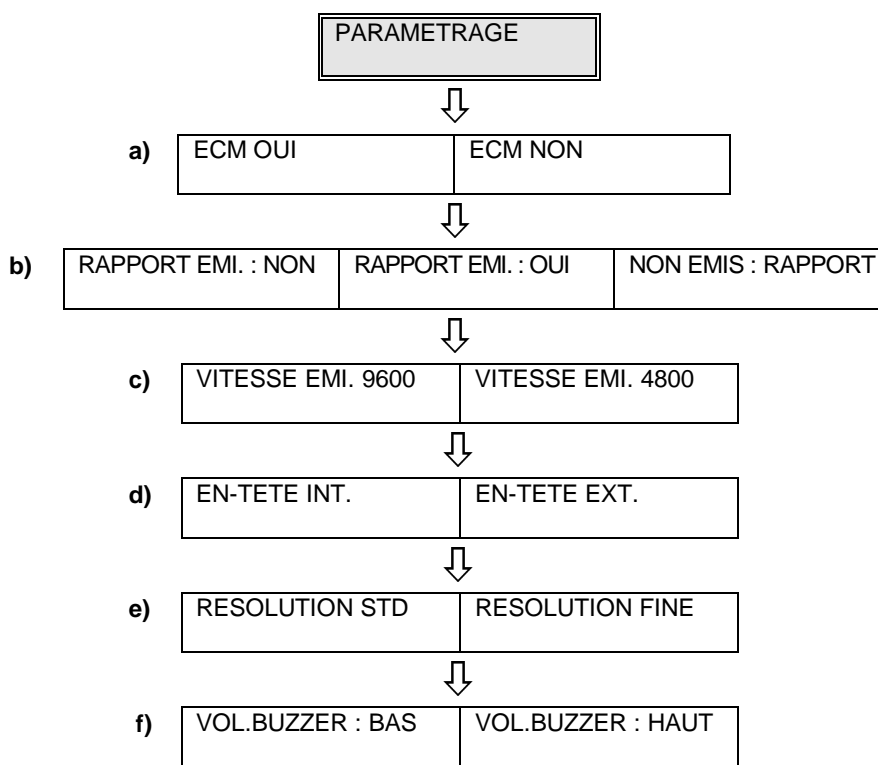 PARAMETRAGE
a) ECM OUI ECM NON
b) RAPPORT EMI. : NON RAPPORT EMI. : OUI NON EMIS : RAPPORT
c) VITESSE EMI. 9600 VITESSE EMI. 4800
d) EN-TETE INT. EN-TETE EXT.
e) RESOLUTION STD RESOLUTION FINE
f) VOL.BUZZER : BAS VOL.BUZZER : HAUT